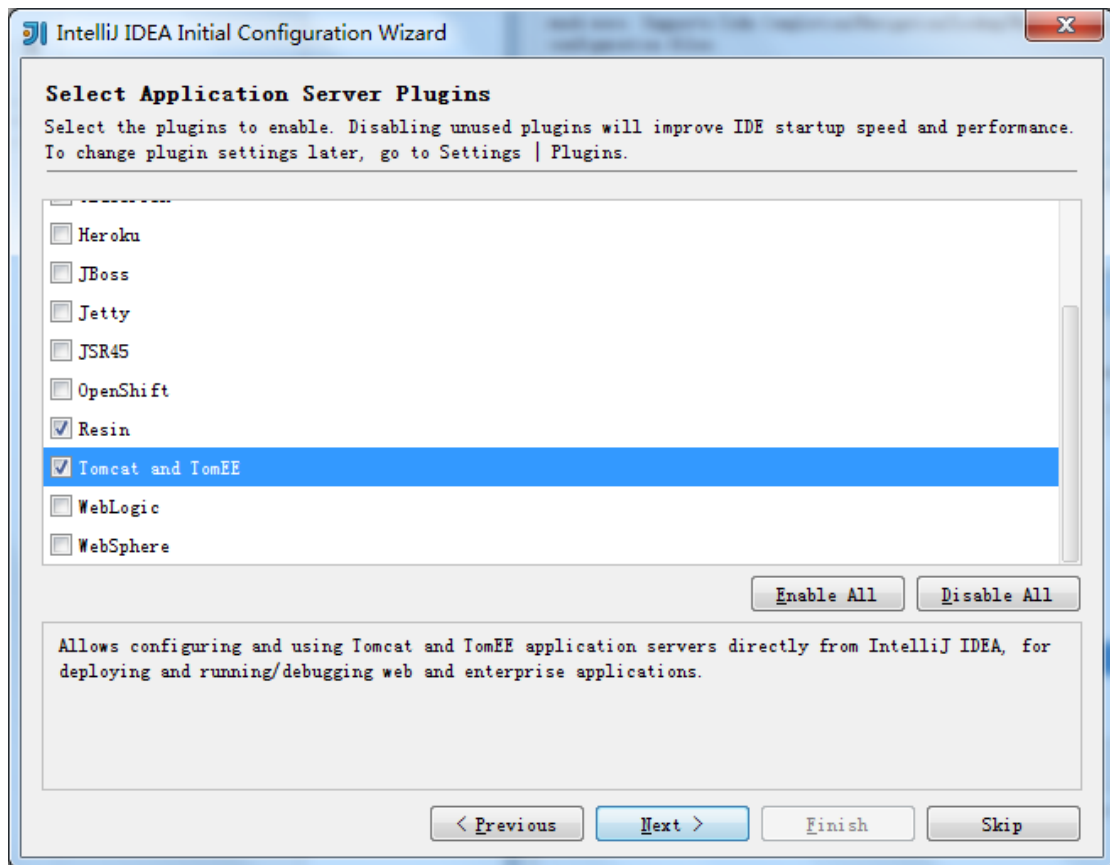 IntelliJ IDEA Initial Configuration Wizard
Select Application Server Plugins
Select the plugins to enable. Disabling unused plugins will improve IDE startup speed and performance.
To change plugin settings later, go to Settings | Plugins.
Heroku
JBoss
Jetty
JSR45
OpenShift
Resin
Tomcat and TomEE
WebLogic
WebSphere
Enable All
Disable All
Allows configuring and using Tomcat and TomEE application servers directly from IntelliJ IDEA, for
deploying and running/debugging web and enterprise applications.
< Previous
Next >
Finish
Skip